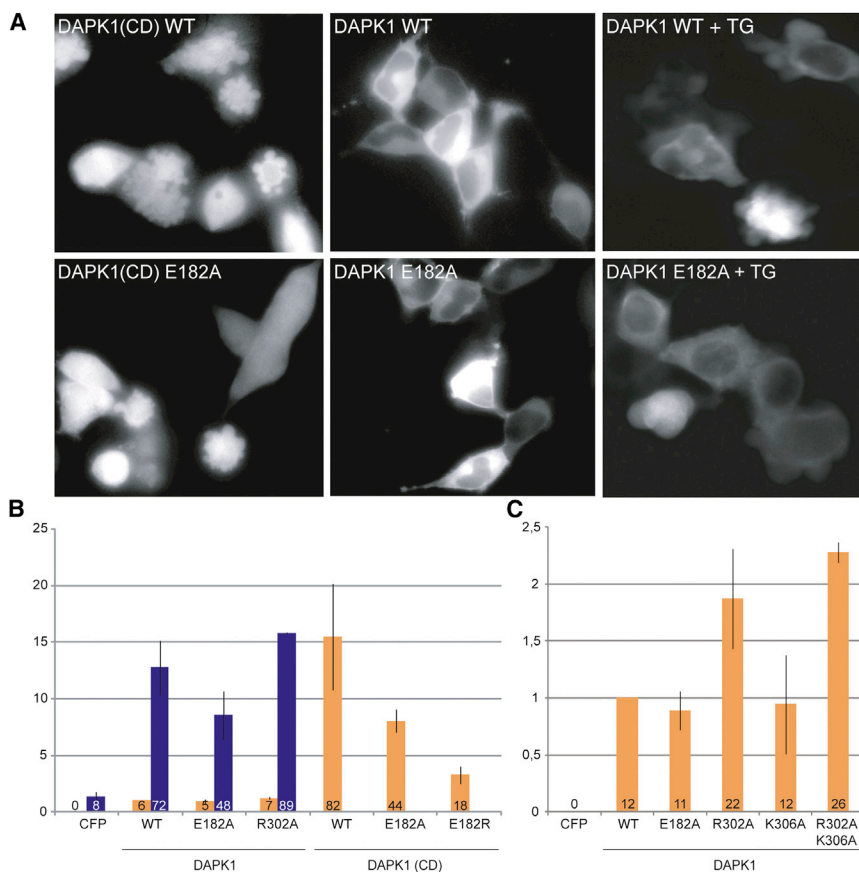 A
DAPK1(CD) WT
DAPK1 WT
DAPK1 WT + TG
DAPK1(CD) E182A
DAPK1 E182A
DAPK1 E182A + TG
B
25
20
15
10
5
0
0 8 6 72 5 48 7 89 82 44 18
CFP WT E182A R302A WT E182A E182R
DAPK1 DAPK1 (CD)
C
2,5
2
1,5
1
0,5
0
0 12 11 22 12 26
CFP WT E182A R302A K306A R302A
K306A
DAPK1